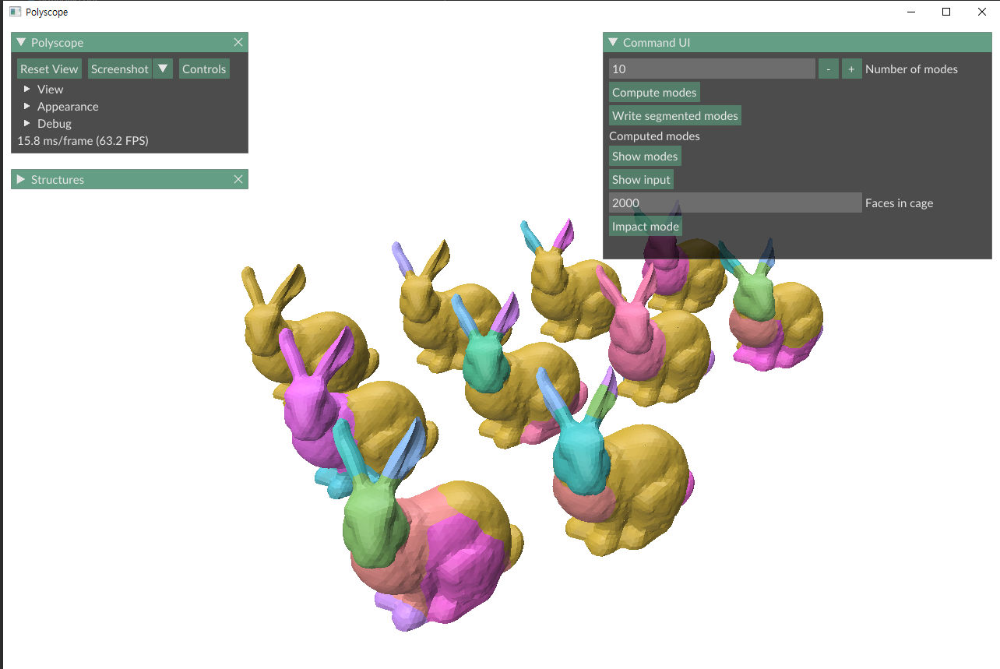 Polyscope
Polyscope
Reset View Screenshot Controls
View
Appearance
Debug
15.8 ms/frame (63.2 FPS)
Structures
Command UI
10 - + Number of modes
Compute modes
Write segmented modes
Computed modes
Show modes
Show input
2000 Faces in cage
Impact mode